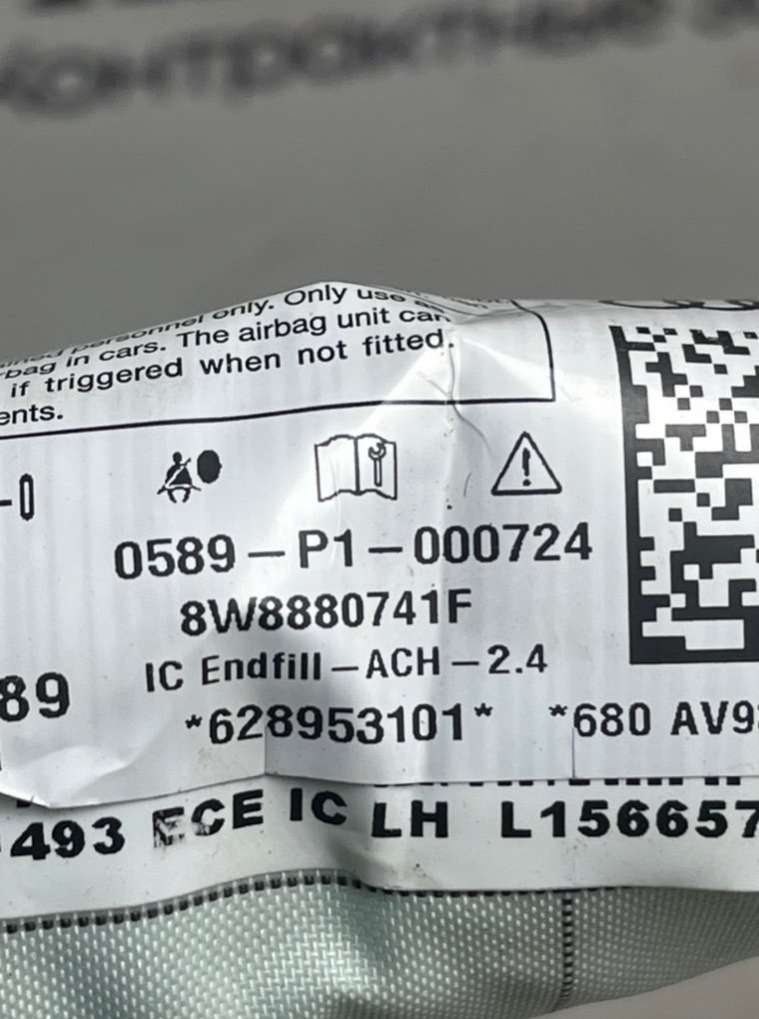 контрактные
only. Only use
bag in cars. The airbag unit can
if triggered when not fitted.
ents.
-0
0589-P1-000724
8W8880741F
IC Endfill-ACH-2.4
89
*628953101* *680 AV9
493 ECE IC LH L156657